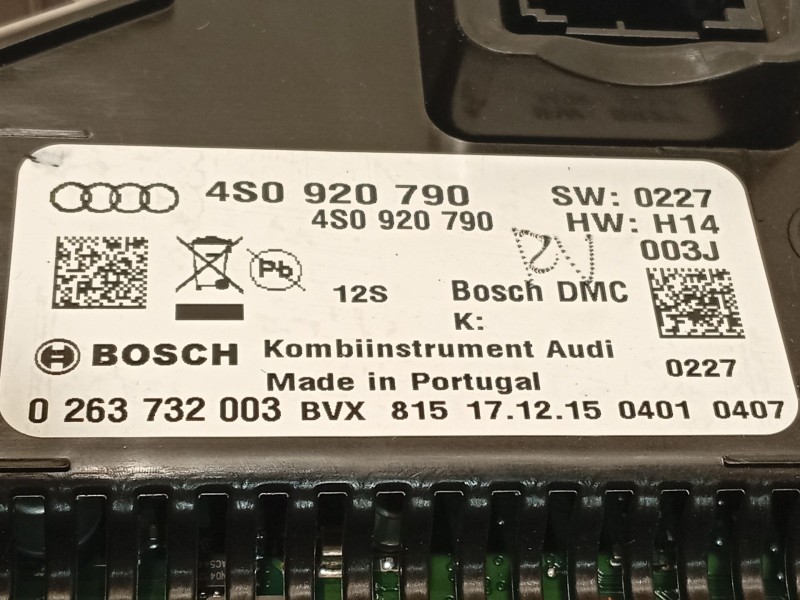 4S0 920 790 SW: 0227
4S0 920 790 HW: H14
003J
Pb
12S Bosch DMC
K:
BOSCH Kombiinstrument Audi
0227
Made in Portugal
0 263 732 003 BVX 815 17.12.15 0401 0407